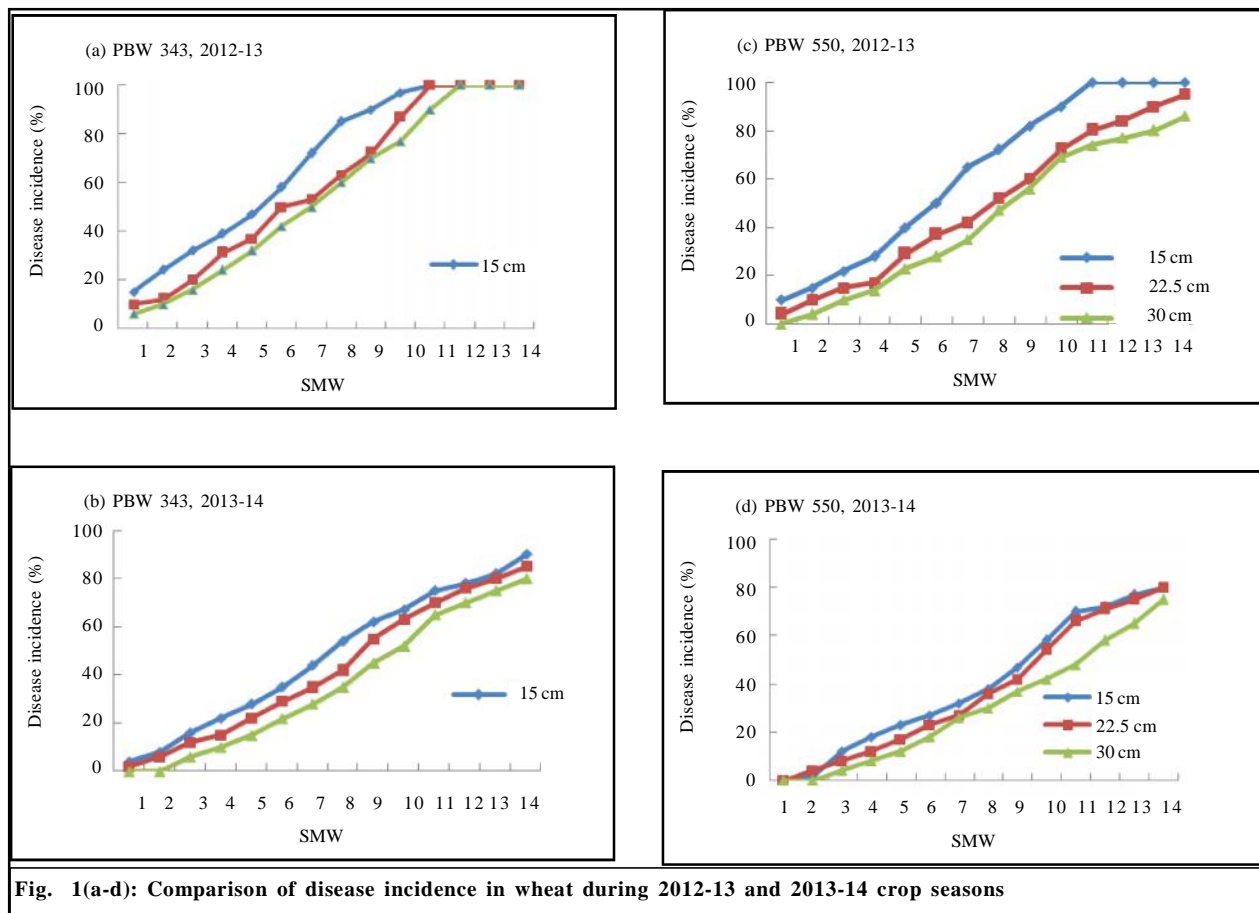 (a) PBW 343, 2012-13
Disease incidence (%)
100
80
60
40
20
0
1 2 3 4 5 6 7 8 9 10 11 12 13 14
SMW
15 cm
(c) PBW 550, 2012-13
Disease incidence (%)
100
80
60
40
20
0
1 2 3 4 5 6 7 8 9 10 11 12 13 14
SMW
15 cm
22.5 cm
30 cm
(b) PBW 343, 2013-14
Disease incidence (%)
100
80
60
40
20
0
1 2 3 4 5 6 7 8 9 10 11 12 13 14
SMW
15 cm
(d) PBW 550, 2013-14
Disease incidence (%)
100
80
60
40
20
0
1 2 3 4 5 6 7 8 9 10 11 12 13 14
SMW
15 cm
22.5 cm
30 cm
Fig. 1(a-d): Comparison of disease incidence in wheat during 2012-13 and 2013-14 crop seasons